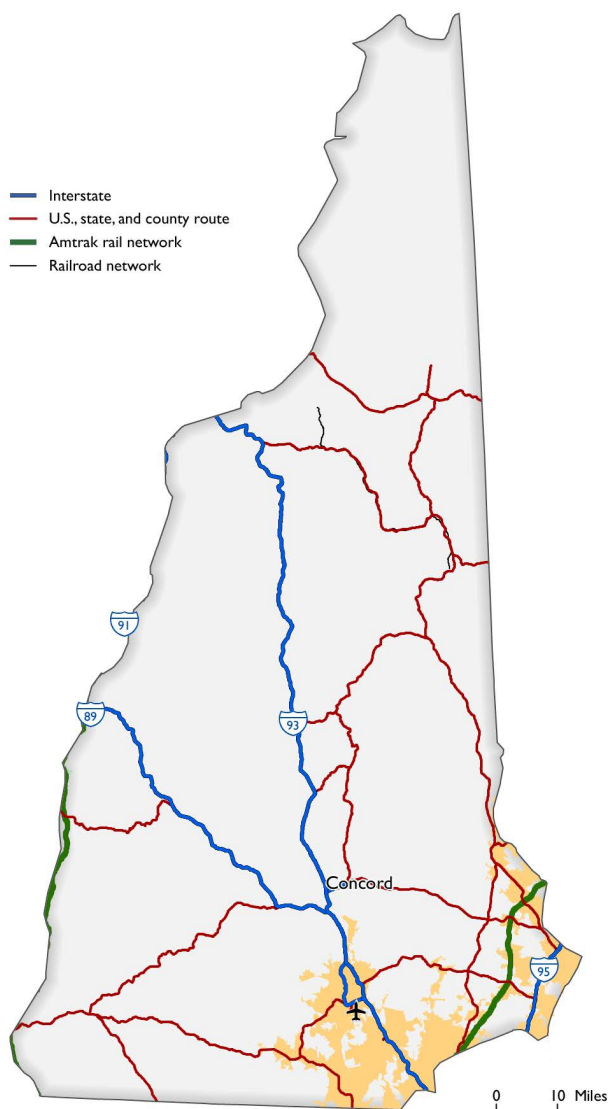 Interstate
U.S., state, and county route
Amtrak rail network
Railroad network
91
89
93
Concord
95
0 10 Miles